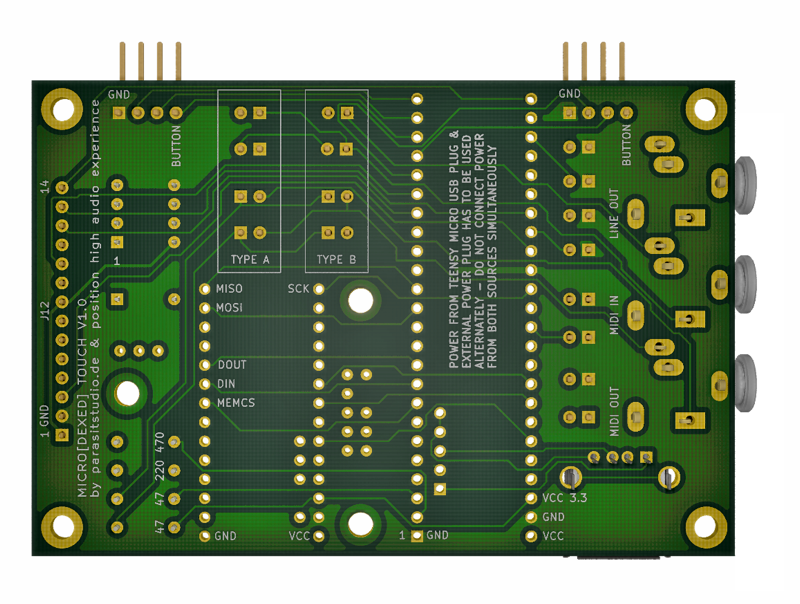 GND
GND
BUTTON
BUTTON
14
1
TYPE A
TYPE B
LINE OUT
MIDI IN
MIDI OUT
J12
1 GND
MICRO[DEXED] TOUCH V1.0
by parasitstudio.de & position high audio experience
POWER FROM TEENSY MICRO USB PLUG &
EXTERNAL POWER PLUG HAS TO BE USED
ALTERNATELY - DO NOT CONNECT POWER
FROM BOTH SOURCES SIMULTANEOUSLY
MISO
SCK
MOSI
DOUT
DIN
MEMCS
470
220
47
47
GND
VCC
1 GND
VCC 3.3
GND
VCC